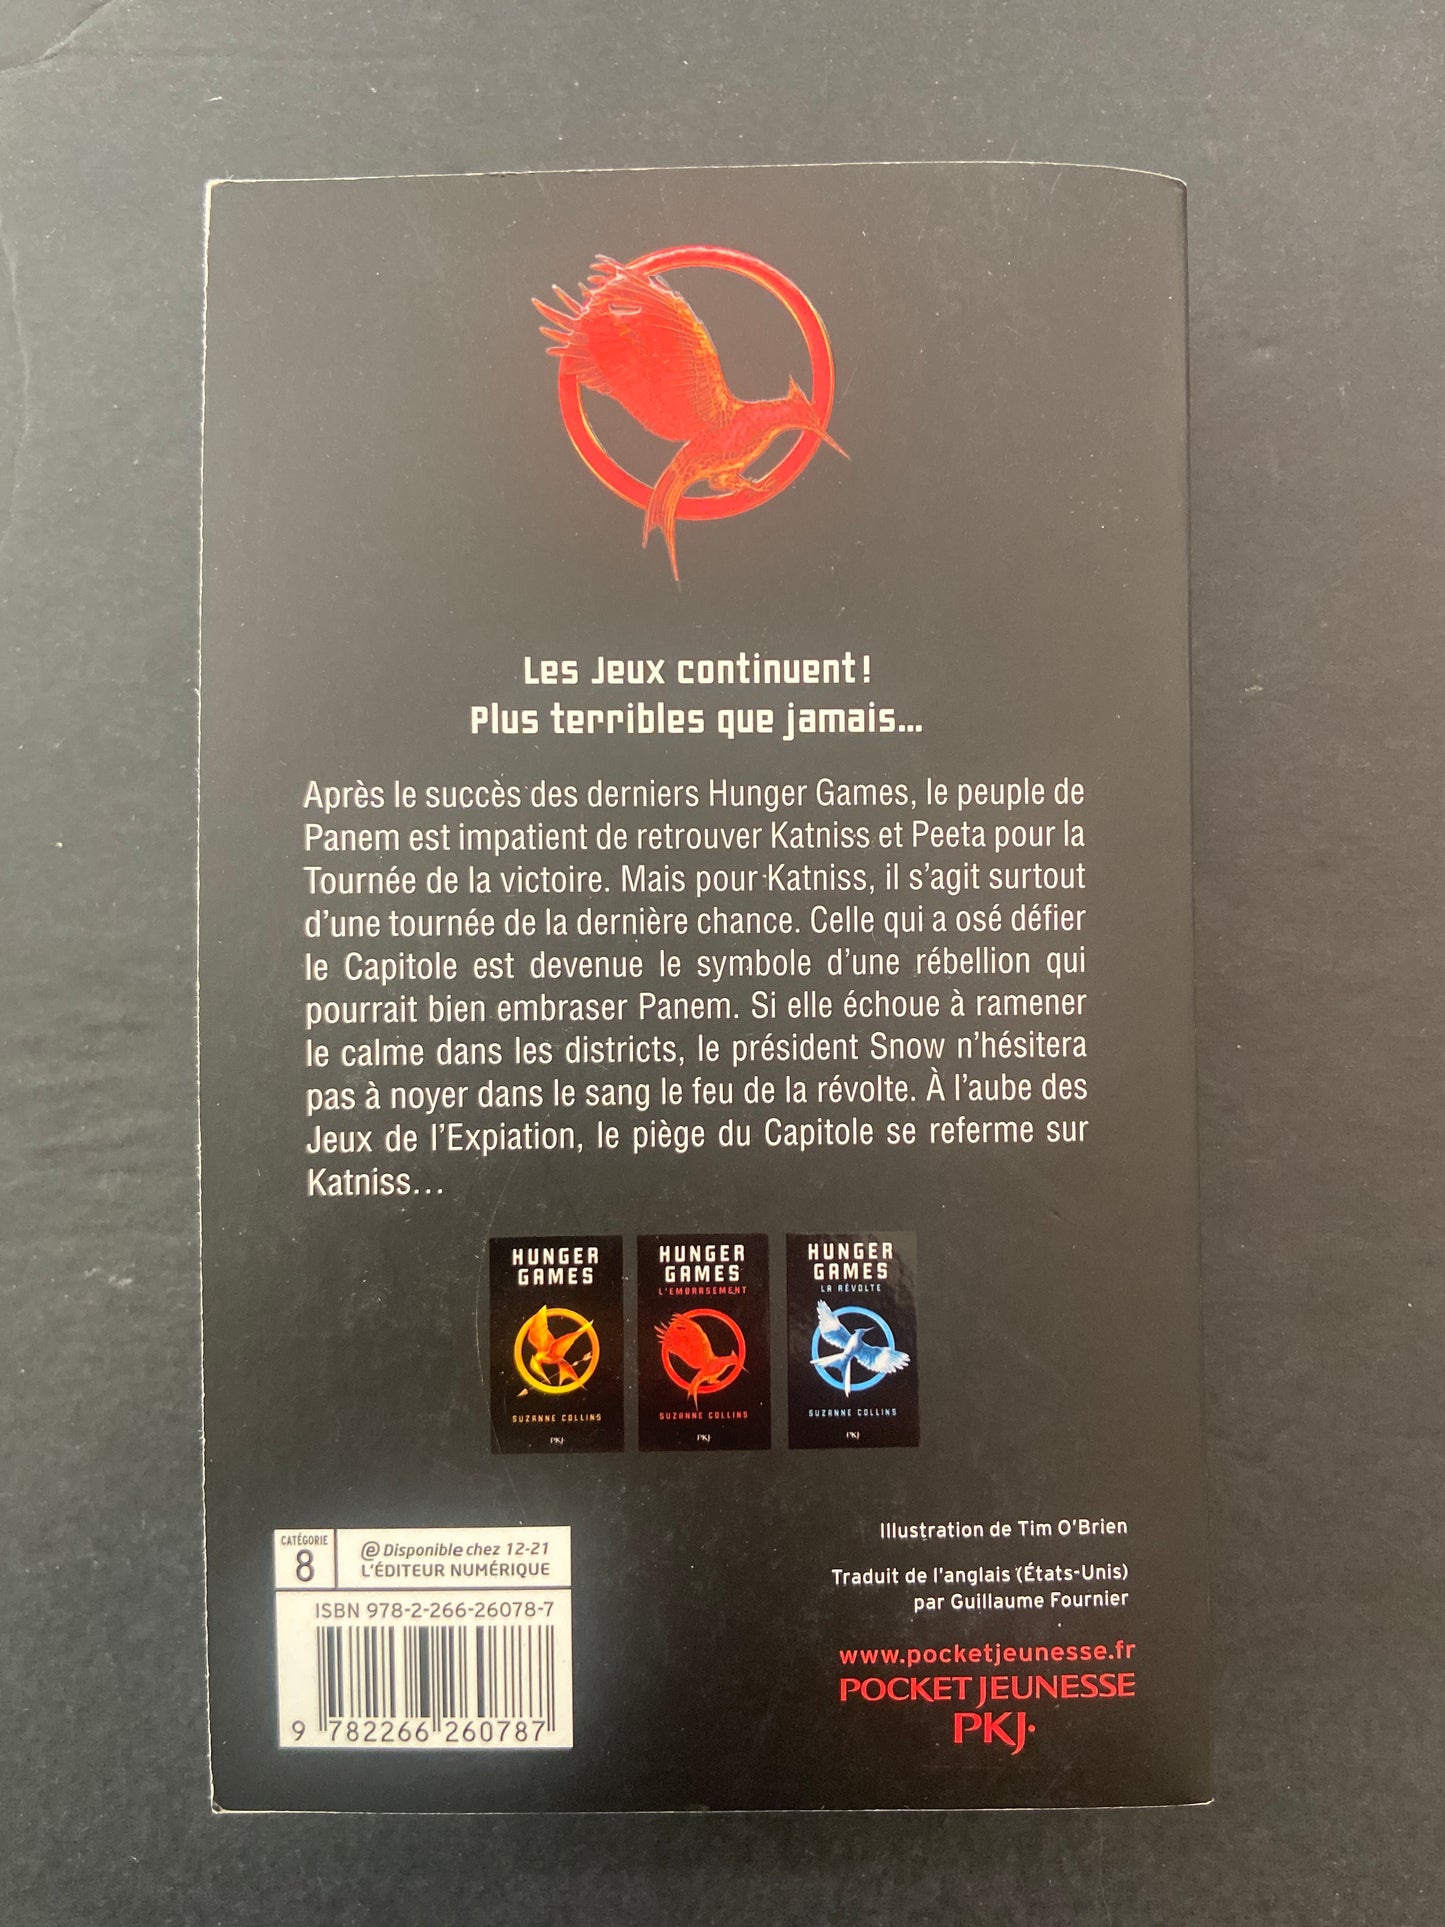 Les Jeux continuent !
Plus terribles que jamais...
Après le succès des derniers Hunger Games, le peuple de
Panem est impatient de retrouver Katniss et Peeta pour la
Tournée de la victoire. Mais pour Katniss, il s'agit surtout
d'une tournée de la dernière chance. Celle qui a osé défier
le Capitole est devenue le symbole d'une rébellion qui
pourrait bien embraser Panem. Si elle échoue à ramener
le calme dans les districts, le président Snow n'hésitera
pas à noyer dans le sang le feu de la révolte. À l'aube des
Jeux de l'Expiation, le piège du Capitole se referme sur
Katniss...
HUNGER
GAMES
SUZANNE COLLINS
PKJ·
HUNGER
GAMES
L'EMBRASEMENT
SUZANNE COLLINS
PKJ·
HUNGER
GAMES
LA RÉVOLTE
SUZANNE COLLINS
PKJ·
CATÉGORIE
8
e Disponible chez 12-21
L'ÉDITEUR NUMÉRIQUE
ISBN 978-2-266-26078-7
9 782266 260787
Illustration de Tim O'Brien
Traduit de l'anglais (États-Unis)
par Guillaume Fournier
www.pocketjeunesse.fr
POCKET JEUNESSE
PKJ·